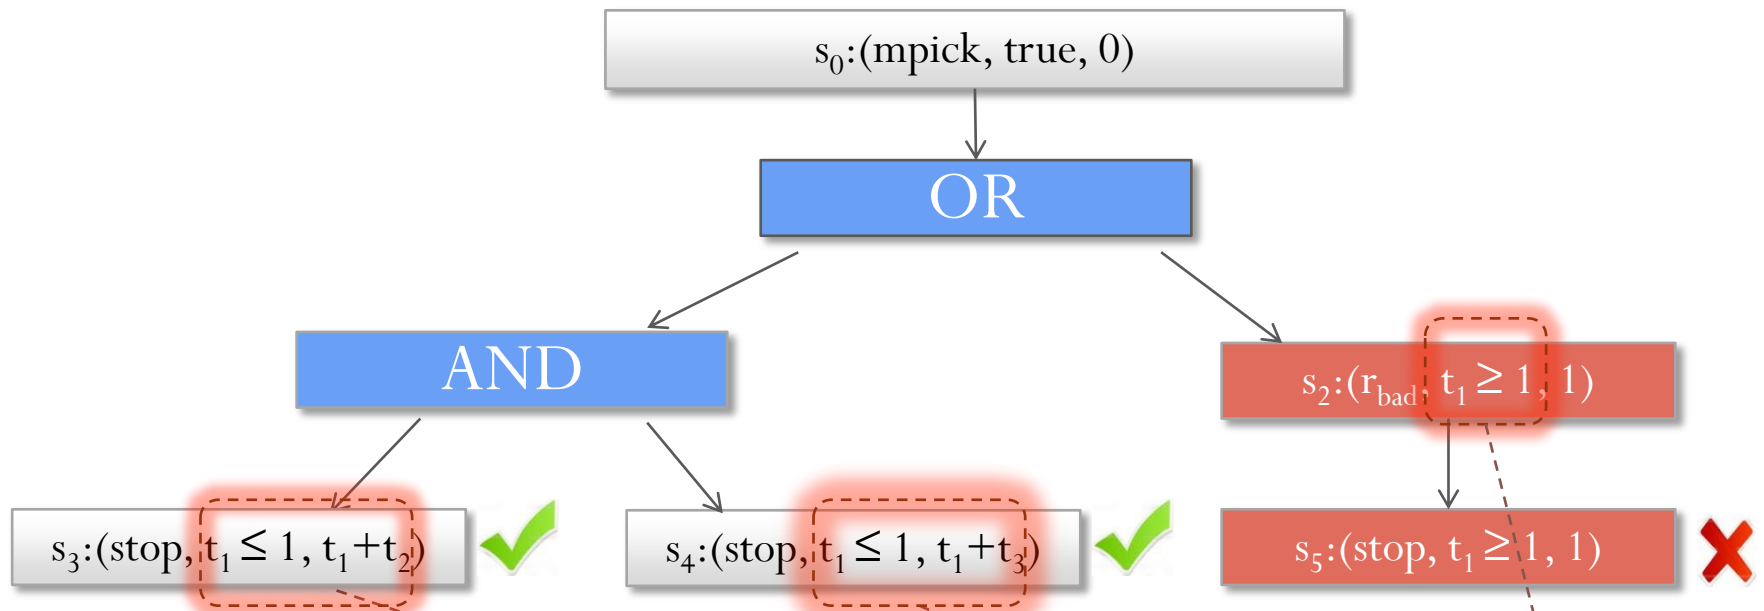 s₀:(mpick, true, 0)
OR
AND
s₂:(r_bad, t₁ ≥ 1, 1)
s₃:(stop, t₁ ≤ 1, t₁+t₂)
s₄:(stop, t₁ ≤ 1, t₁+t₃)
s₅:(stop, t₁ ≥ 1, 1)